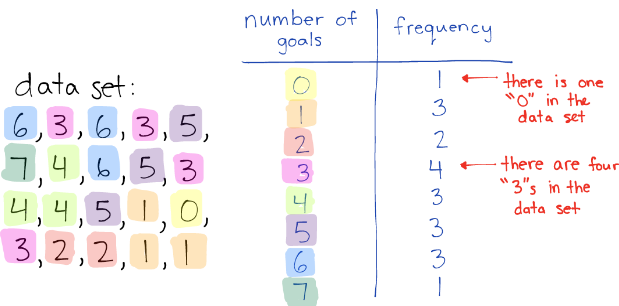 data set:
6, 3, 6, 3, 5,
7, 4, 6, 5, 3
4, 4, 5, 1, 0,
3, 2, 2, 1, 1
number of goals | frequency
0 | 1
1 | 3
2 | 2
3 | 4
4 | 3
5 | 3
6 | 3
7 | 1
there is one
"0" in the
data set
there are four
"3"s in the
data set